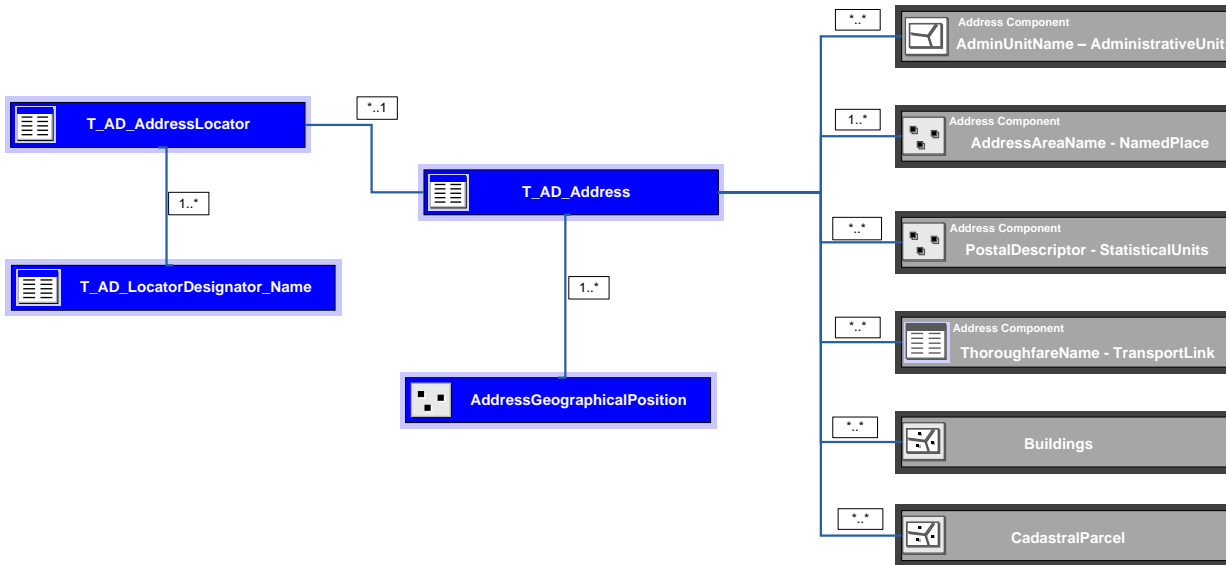 *..*
Address Component
AdminUnitName – AdministrativeUnit
*..1
T_AD_AddressLocator
1..*
Address Component
AddressAreaName - NamedPlace
T_AD_Address
1..*
*..*
Address Component
PostalDescriptor - StatisticalUnits
T_AD_LocatorDesignator_Name
1..*
*..*
Address Component
ThoroughfareName - TransportLink
AddressGeographicalPosition
*..*
Buildings
*..*
CadastralParcel